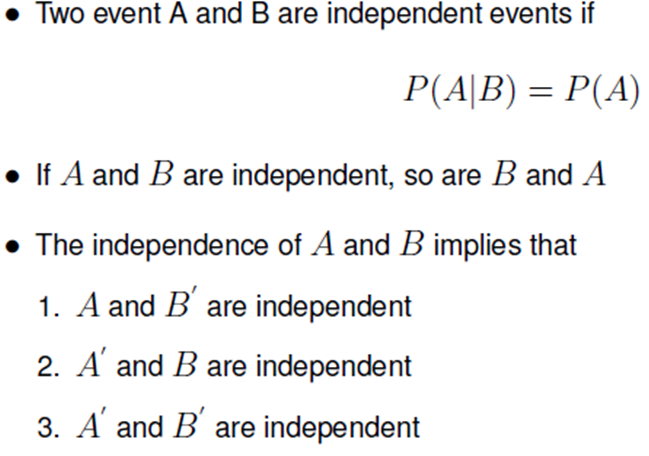 • Two event A and B are independent events if
P(A|B) = P(A)
• If A and B are independent, so are B and A
• The independence of A and B implies that
1. A and B′ are independent
2. A′ and B are independent
3. A′ and B′ are independent